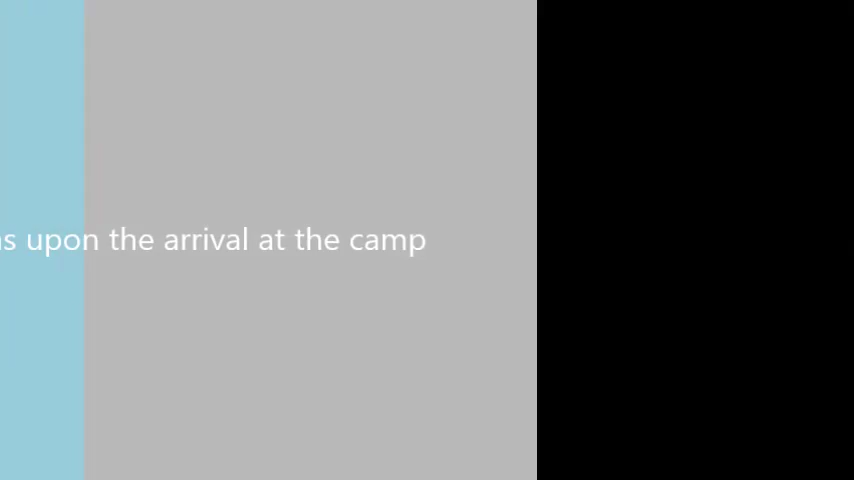 upon the arrival at the camp